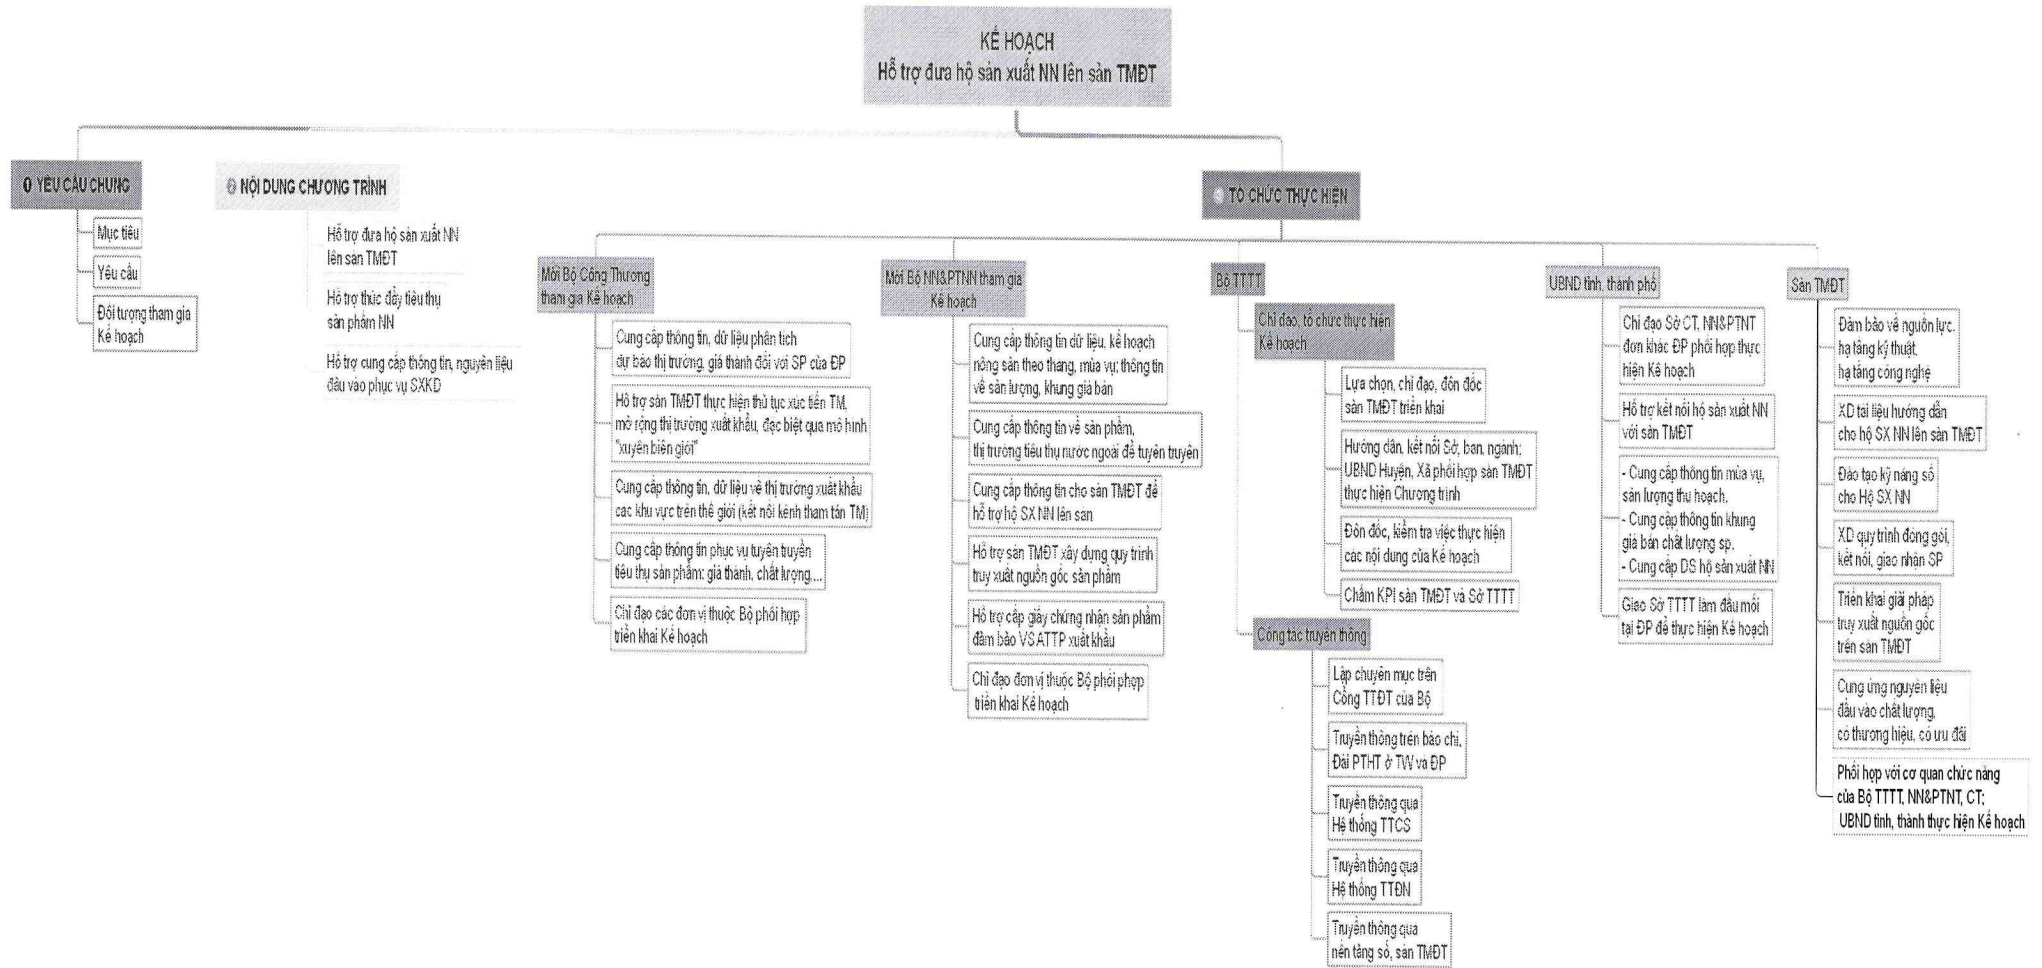 KẾ HOẠCH
Hỗ trợ đưa hộ sản xuất NN lên sàn TMĐT
❶ YÊU CẦU CHUNG
Mục tiêu
Yêu cầu
Đối tượng tham gia
Kế hoạch
❷ NỘI DUNG CHƯƠNG TRÌNH
Hỗ trợ đưa hộ sản xuất NN
lên sàn TMĐT
Hỗ trợ thúc đẩy tiêu thụ
sản phẩm NN
Hỗ trợ cung cấp thông tin, nguyên liệu
đầu vào phục vụ SXKD
❸ TỔ CHỨC THỰC HIỆN
Mời Bộ Công Thương
tham gia Kế hoạch
Cung cấp thông tin, dữ liệu phân tích
dự báo thị trường, giá thành đối với SP của ĐP
Hỗ trợ sàn TMĐT thực hiện thủ tục xúc tiến TM,
mở rộng thị trường xuất khẩu, đặc biệt qua mô hình
"xuyên biên giới"
Cung cấp thông tin, dữ liệu về thị trường xuất khẩu
các khu vực trên thế giới (kết nối kênh tham tán TM)
Cung cấp thông tin phục vụ tuyên truyền
tiêu thụ sản phẩm: giá thành, chất lượng,...
Chỉ đạo các đơn vị thuộc Bộ phối hợp
triển khai Kế hoạch
Mời Bộ NN&PTNN tham gia
Kế hoạch
Cung cấp thông tin dữ liệu, kế hoạch
nông sản theo tháng, mùa vụ; thông tin
về sản lượng, khung giá bán
Cung cấp thông tin về sản phẩm,
thị trường tiêu thụ nước ngoài để tuyên truyên
Cung cấp thông tin cho sàn TMĐT để
hỗ trợ hộ SX NN lên sàn
Hỗ trợ sàn TMĐT xây dựng quy trình
truy xuất nguồn gốc sản phẩm
Hỗ trợ cấp giấy chứng nhận sản phẩm
đảm bảo VSATTP xuất khẩu
Chỉ đạo đơn vị thuộc Bộ phối phợp
triển khai Kế hoạch
Bộ TTTT
Chỉ đạo, tổ chức thực hiện
Kế hoạch
Lựa chọn, chỉ đạo, đôn đốc
sàn TMĐT triển khai
Hướng dẫn, kết nối Sở, ban, ngành;
UBND Huyện, Xã phối hợp sàn TMĐT
thực hiện Chương trình
Đôn đốc, kiểm tra việc thực hiện
các nội dung của Kế hoạch
Chấm KPI sàn TMĐT và Sở TTTT
Công tác truyền thông
Lập chuyên mục trên
Cổng TTĐT của Bộ
Truyền thông trên báo chí,
Đài PTHT ở TW và ĐP
Truyền thông qua
Hệ thống TTCS
Truyền thông qua
Hệ thống TTĐN
Truyền thông qua
nền tảng số, sàn TMĐT
UBND tỉnh, thành phố
Chỉ đạo Sở CT, NN&PTNT
đơn khác ĐP phối hợp thực
hiện Kế hoạch
Hỗ trợ kết nối hộ sản xuất NN
với sàn TMĐT
- Cung cấp thông tin mùa vụ,
sản lượng thu hoạch.
- Cung cấp thông tin khung
giá bán chất lượng sp.
- Cung cấp DS hộ sản xuất NN
Giao Sở TTTT làm đầu mối
tại ĐP để thực hiện Kế hoạch
Sàn TMĐT
Đảm bảo về nguồn lực,
hạ tầng kỹ thuật,
hạ tầng công nghệ
XD tài liệu hướng dẫn
cho hộ SX NN lên sàn TMĐT
Đào tạo kỹ năng số
cho Hộ SX NN
XD quy trình đóng gói,
kết nối, giao nhận SP
Triển khai giải pháp
truy xuất nguồn gốc
trên sàn TMĐT
Cung ứng nguyên liệu
đầu vào chất lượng,
có thương hiệu, có ưu đãi
Phối hợp với cơ quan chức năng
của Bộ TTTT, NN&PTNT, CT;
UBND tỉnh, thành thực hiện Kế hoạch